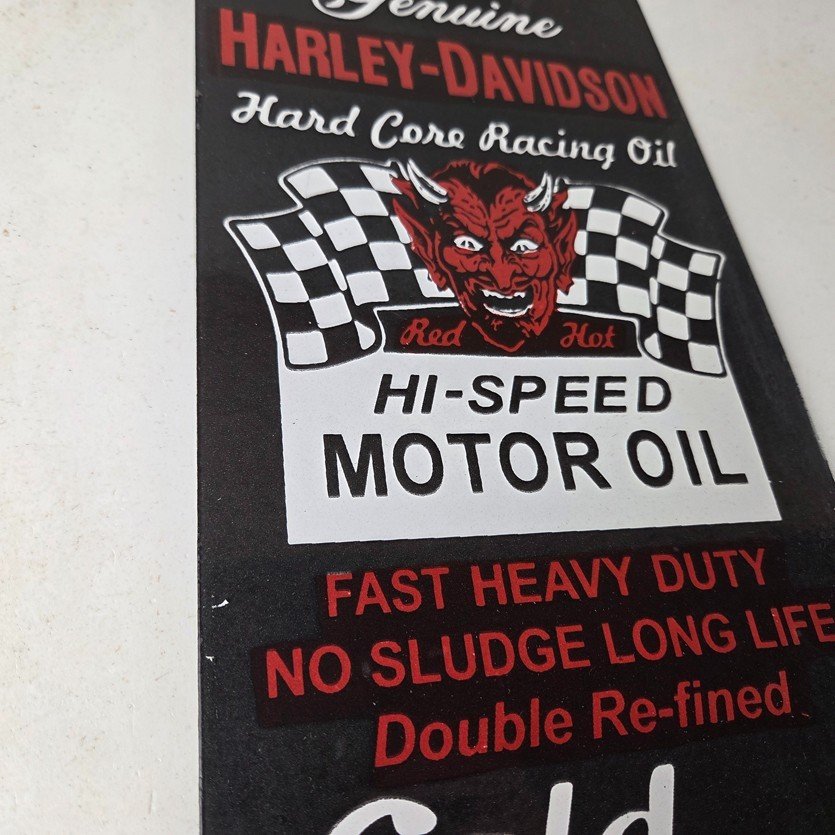 Genuine
HARLEY-DAVIDSON
Hard Core Racing Oil
Red Hot
HI-SPEED
MOTOR OIL
FAST HEAVY DUTY
NO SLUDGE LONG LIFE
Double Re-fined